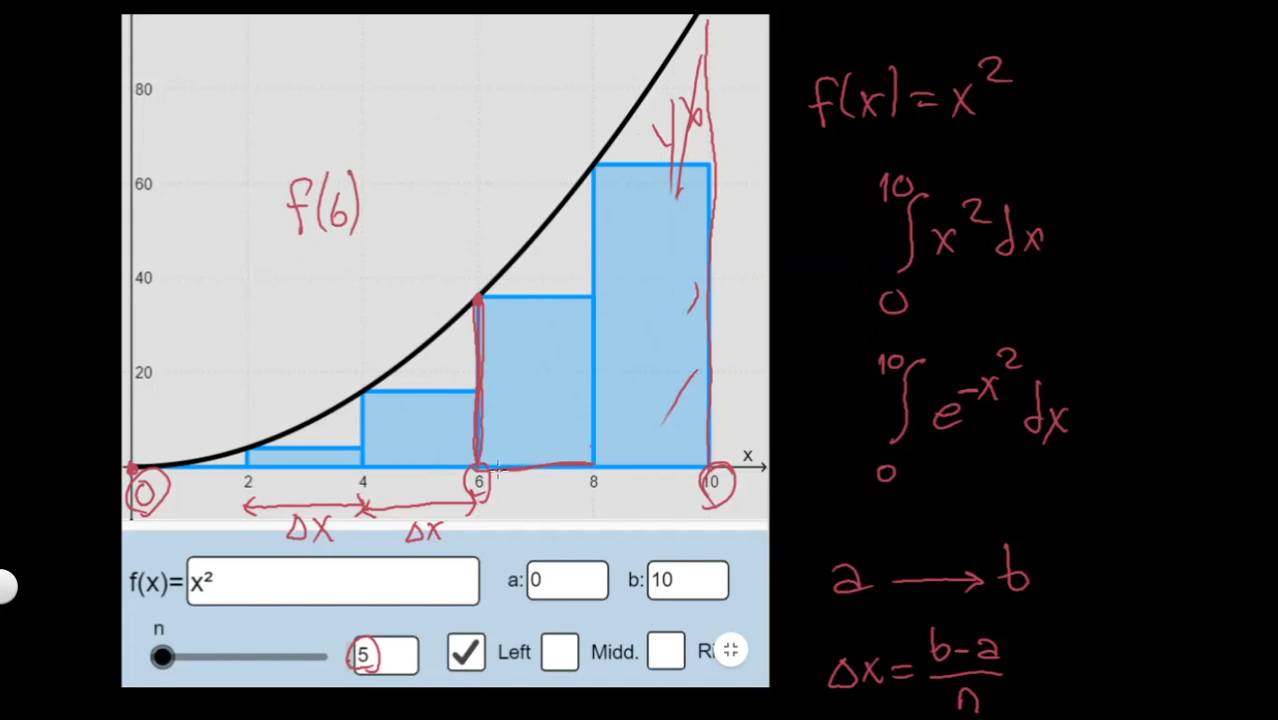 80
60
40
20
f(6)
x
0
2
4
6
8
10
Δx
Δx
f(x)=
x²
a:
0
b:
10
n
5
Left
Midd.
f(x) = x²
10
∫ x² dx
0
10
∫ e^-x² dx
0
a → b
Δx = b-a
n